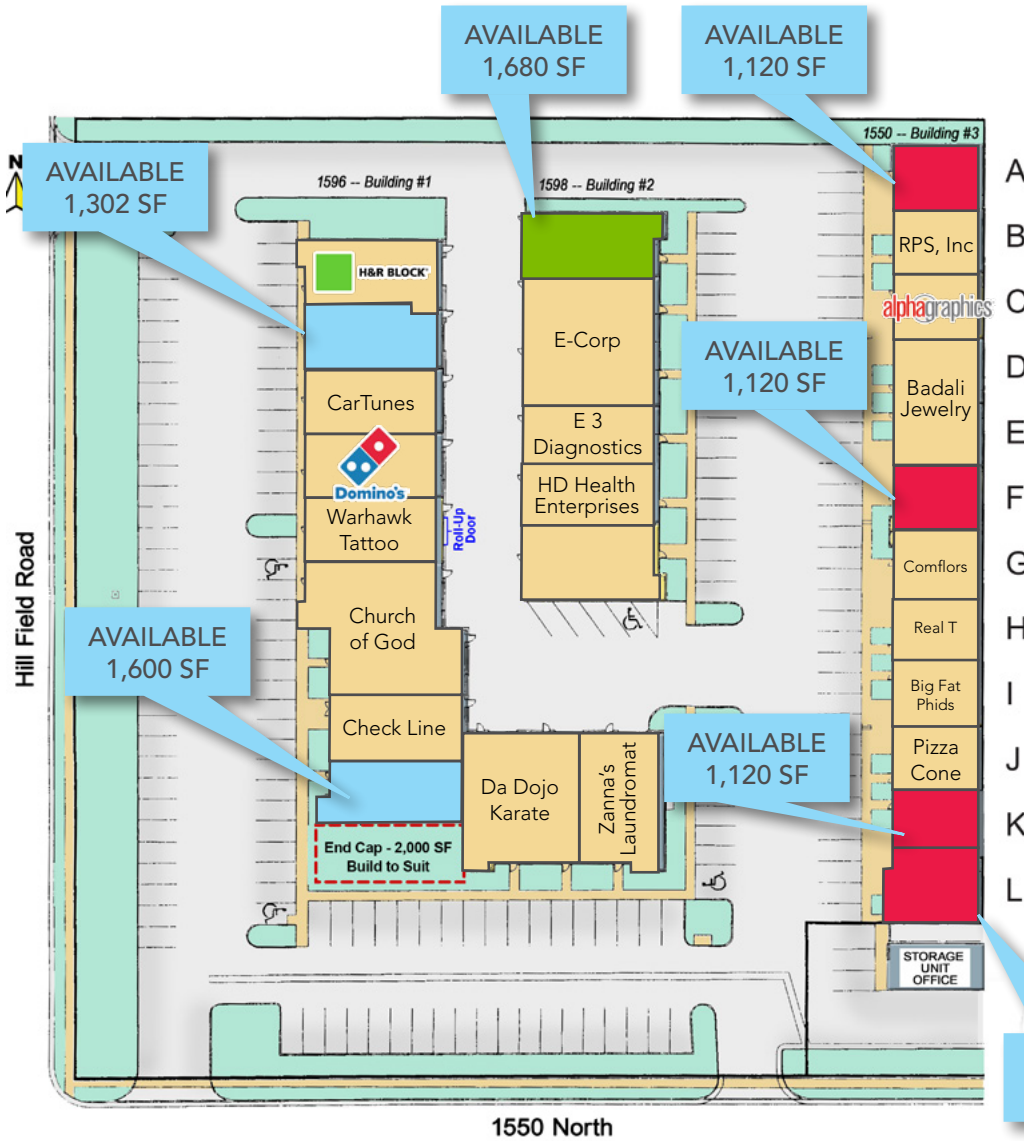 AVAILABLE
1,680 SF
AVAILABLE
1,120 SF
1550 -- Building #3
N
AVAILABLE
1,302 SF
1596 -- Building #1
1598 -- Building #2
A
B
C
D
E
F
G
H
I
J
K
L
H&R BLOCK
CarTunes
Domino's
Warhawk
Tattoo
Roll-Up
Door
Church
of God
Check Line
AVAILABLE
1,600 SF
End Cap - 2,000 SF
Build to Suit
Da Dojo
Karate
Zanna's
Laundromat
E-Corp
E 3
Diagnostics
HD Health
Enterprises
RPS, Inc
alphagraphics
Badali
Jewelry
AVAILABLE
1,120 SF
Comflors
Real T
Big Fat
Phids
Pizza
Cone
AVAILABLE
1,120 SF
STORAGE
UNIT
OFFICE
Hill Field Road
1550 North